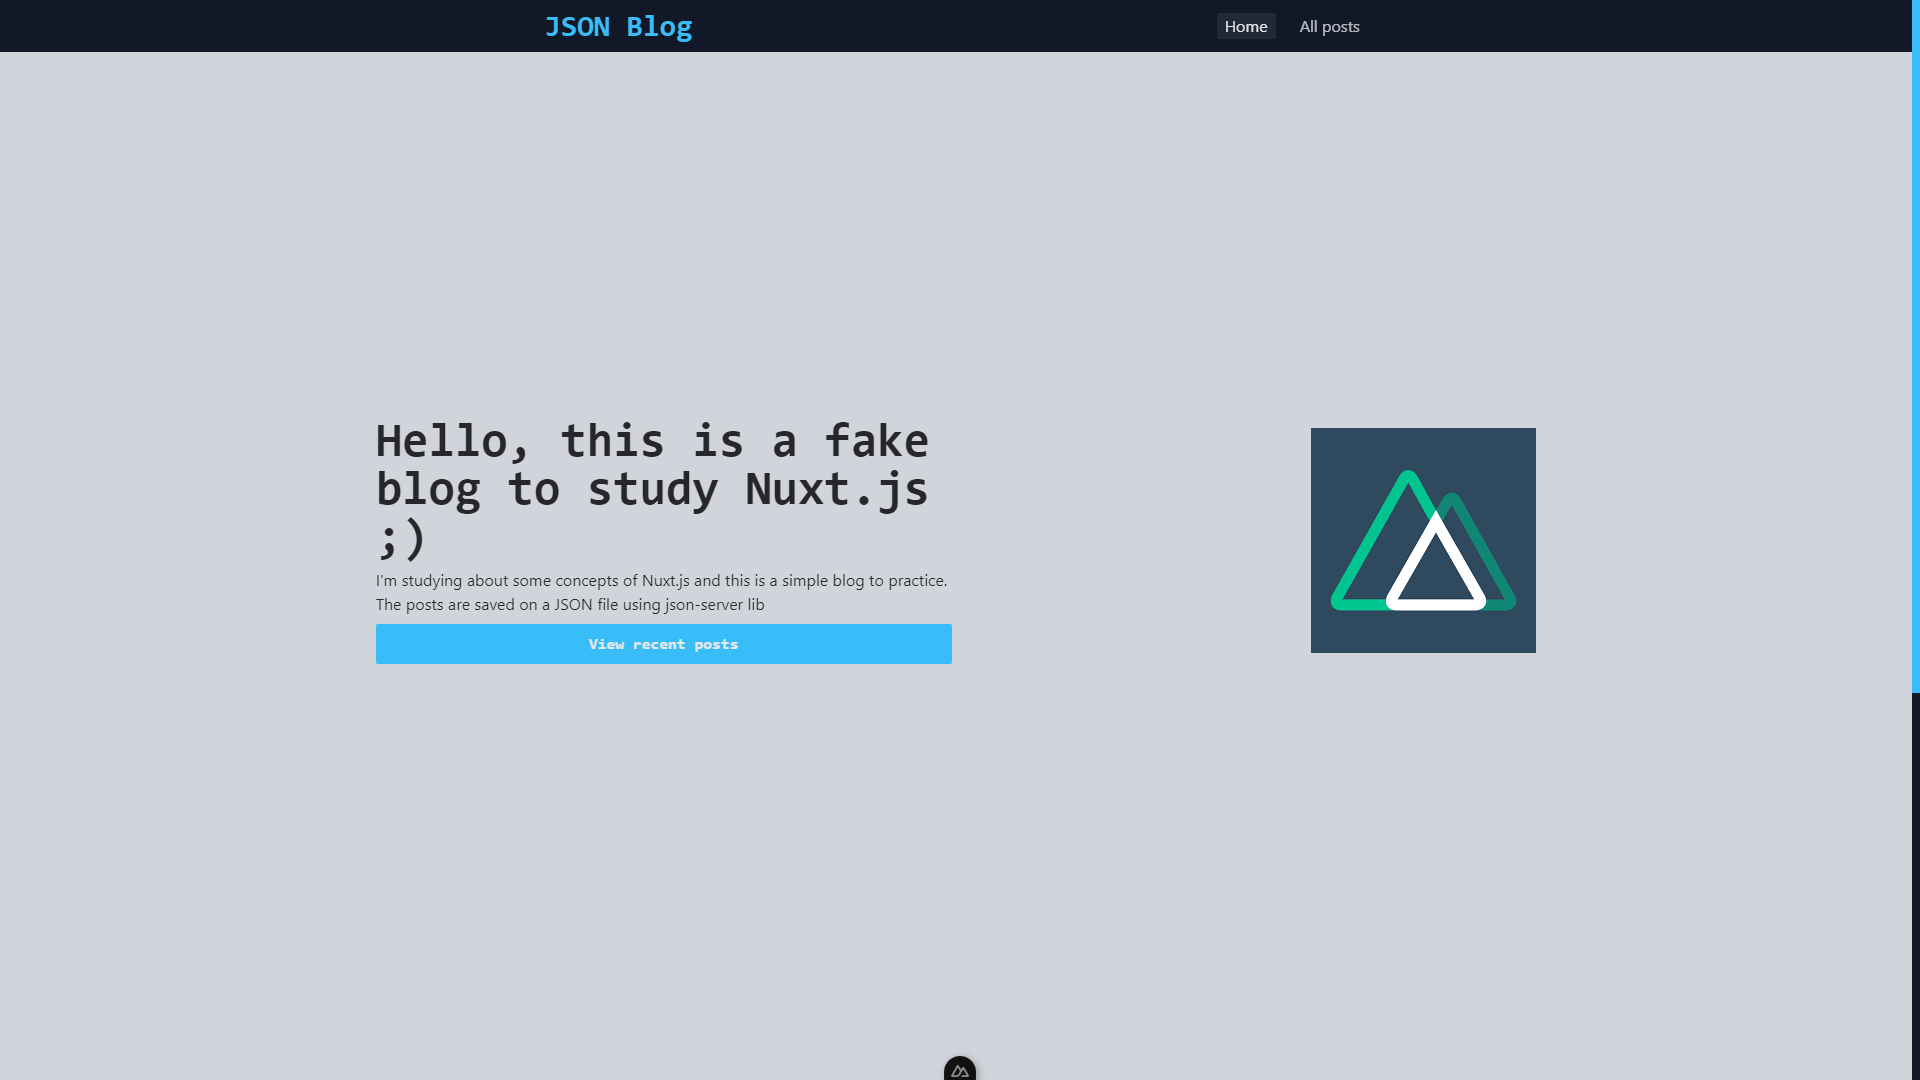 JSON Blog
Home
All posts
Hello, this is a fake
blog to study Nuxt.js
;)
I'm studying about some concepts of Nuxt.js and this is a simple blog to practice.
The posts are saved on a JSON file using json-server lib
View recent posts